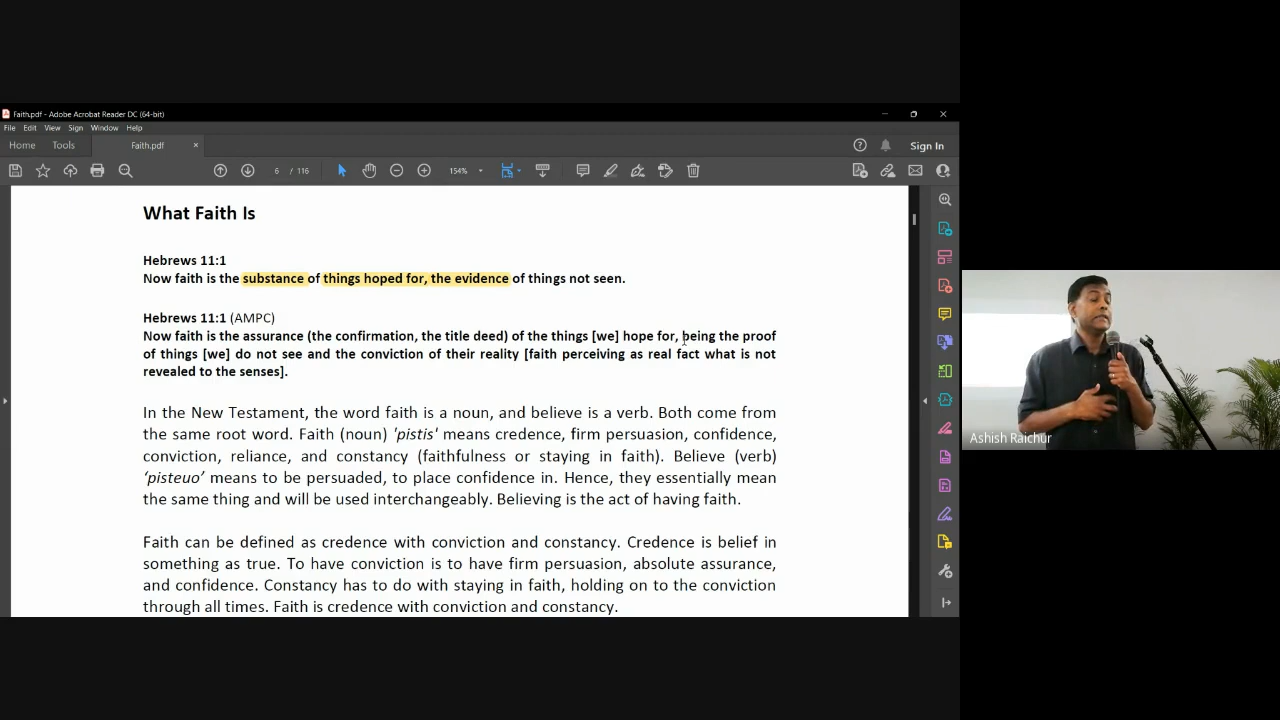 Faith.pdf - Adobe Acrobat Reader DC (64-bit)
File Edit View Sign Window Help
Home Tools Faith.pdf × Sign In
6 / 116 154%
What Faith Is
Hebrews 11:1
Now faith is the substance of things hoped for, the evidence of things not seen.
Hebrews 11:1 (AMPC)
Now faith is the assurance (the confirmation, the title deed) of the things [we] hope for, being the proof
of things [we] do not see and the conviction of their reality [faith perceiving as real fact what is not
revealed to the senses].
In the New Testament, the word faith is a noun, and believe is a verb. Both come from
the same root word. Faith (noun) 'pistis' means credence, firm persuasion, confidence,
conviction, reliance, and constancy (faithfulness or staying in faith). Believe (verb)
‘pisteuo’ means to be persuaded, to place confidence in. Hence, they essentially mean
the same thing and will be used interchangeably. Believing is the act of having faith.
Faith can be defined as credence with conviction and constancy. Credence is belief in
something as true. To have conviction is to have firm persuasion, absolute assurance,
and confidence. Constancy has to do with staying in faith, holding on to the conviction
through all times. Faith is credence with conviction and constancy.
Ashish Raichur